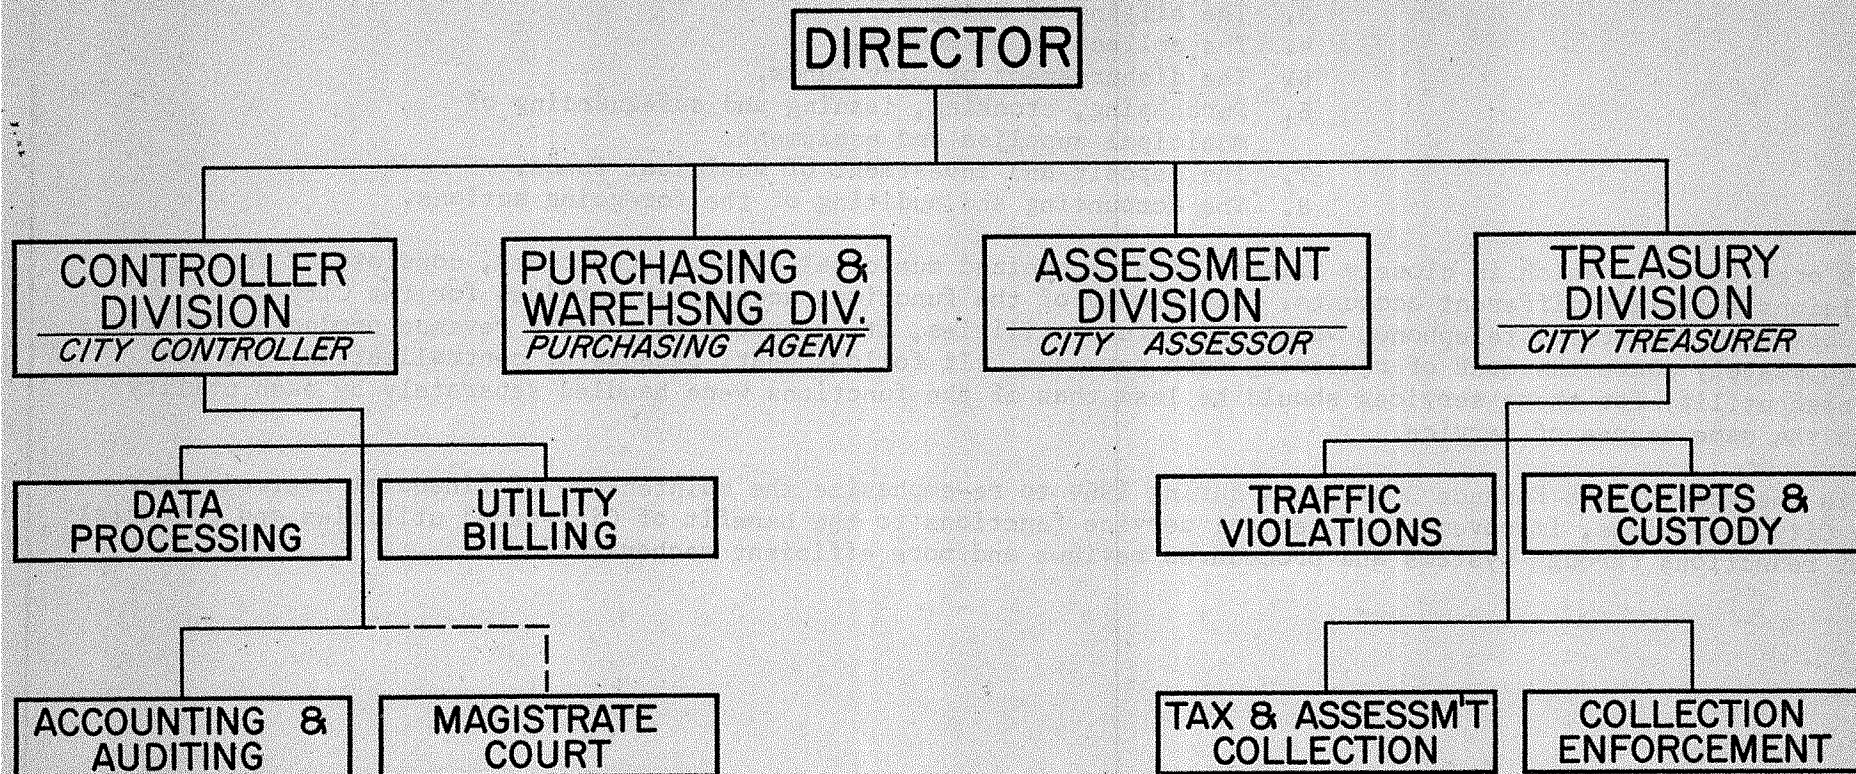 DIRECTOR
CONTROLLER
DIVISION
CITY CONTROLLER
PURCHASING &
WAREHSNG DIV.
PURCHASING AGENT
ASSESSMENT
DIVISION
CITY ASSESSOR
TREASURY
DIVISION
CITY TREASURER
DATA
PROCESSING
UTILITY
BILLING
TRAFFIC
VIOLATIONS
RECEIPTS &
CUSTODY
ACCOUNTING &
AUDITING
MAGISTRATE
COURT
TAX & ASSESSM'T
COLLECTION
COLLECTION
ENFORCEMENT